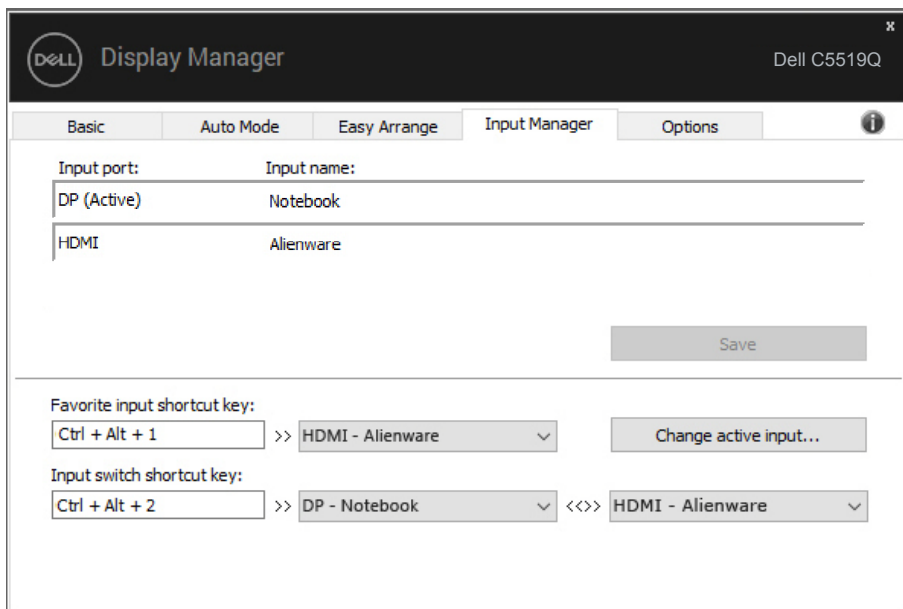 x
DELL Display Manager
Dell C5519Q
Basic Auto Mode Easy Arrange Input Manager Options i
Input port: Input name:
DP (Active) Notebook
HDMI Alienware
Save
Favorite input shortcut key:
Ctrl + Alt + 1 >> HDMI - Alienware Change active input...
Input switch shortcut key:
Ctrl + Alt + 2 >> DP - Notebook <<>> HDMI - Alienware